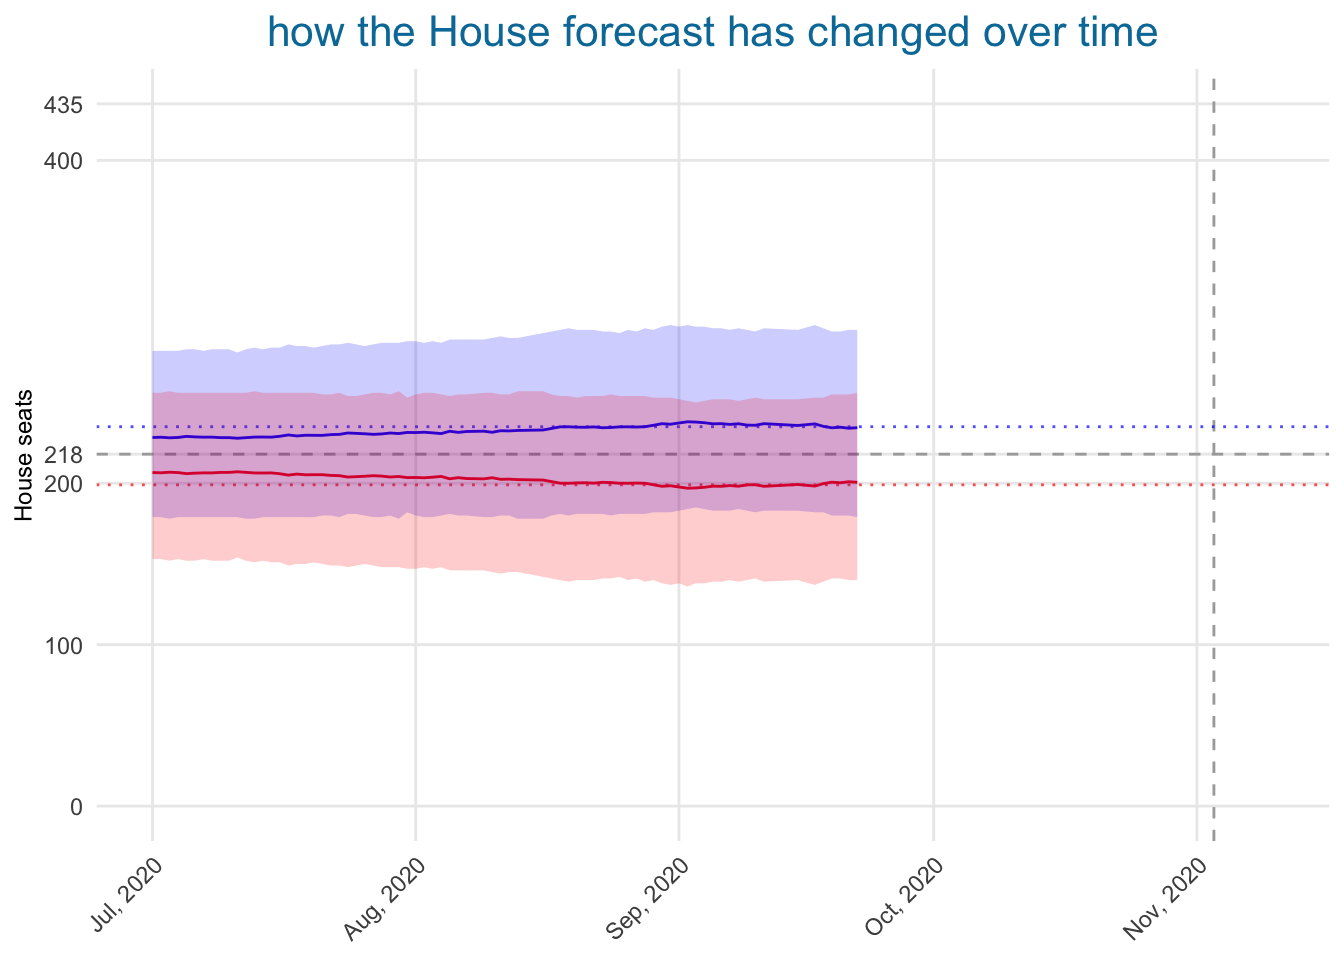 how the House forecast has changed over time
435
400
218
200
100
0
House seats
Jul, 2020
Aug, 2020
Sep, 2020
Oct, 2020
Nov, 2020